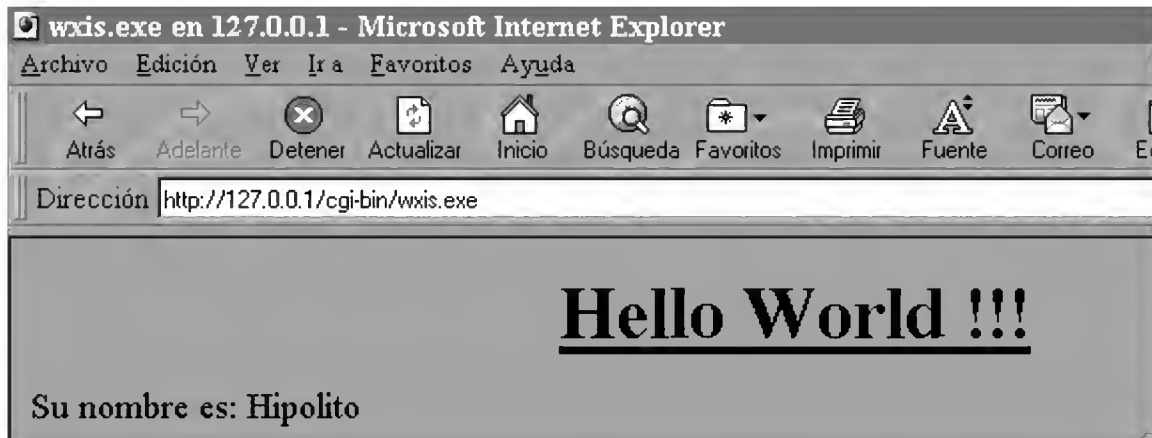 wxis.exe en 127.0.0.1 - Microsoft Internet Explorer
Archivo Edición Ver Ir a Favoritos Ayuda
Atrás Adelante Detener Actualizar Inicio Búsqueda Favoritos Imprimir Fuente Correo
Dirección http://127.0.0.1/cgi-bin/wxis.exe
Hello World !!!
Su nombre es: Hipolito